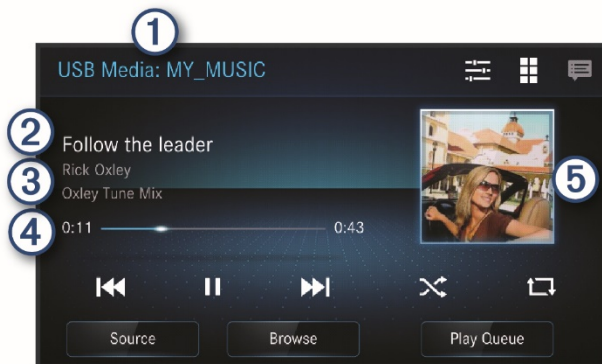 1
USB Media: MY_MUSIC
2
Follow the leader
Rick Oxley
3
Oxley Tune Mix
5
4
0:11
0:43
Source
Browse
Play Queue